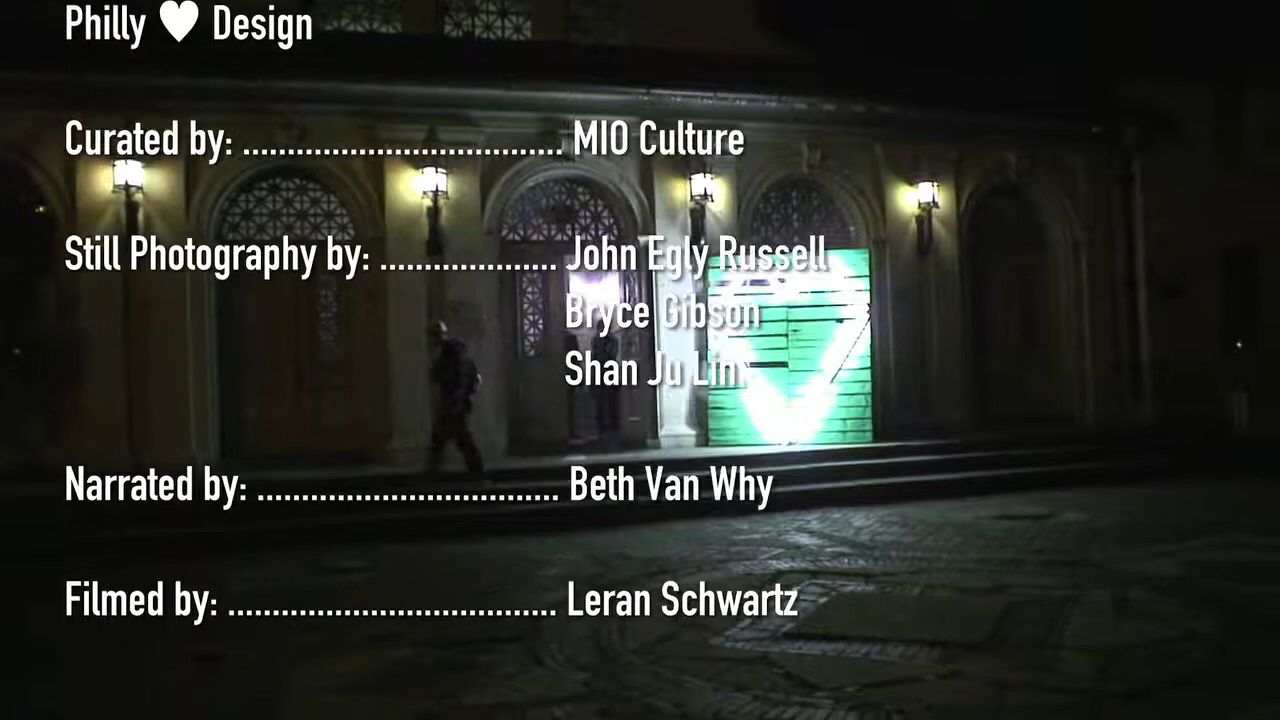 Philly ♥ Design
Curated by: .................................... MIO Culture
Still Photography by: .................... John Egly Russell
Bryce Gibson
Shan Ju Lin
Narrated by: .................................. Beth Van Why
Filmed by: ..................................... Leran Schwartz